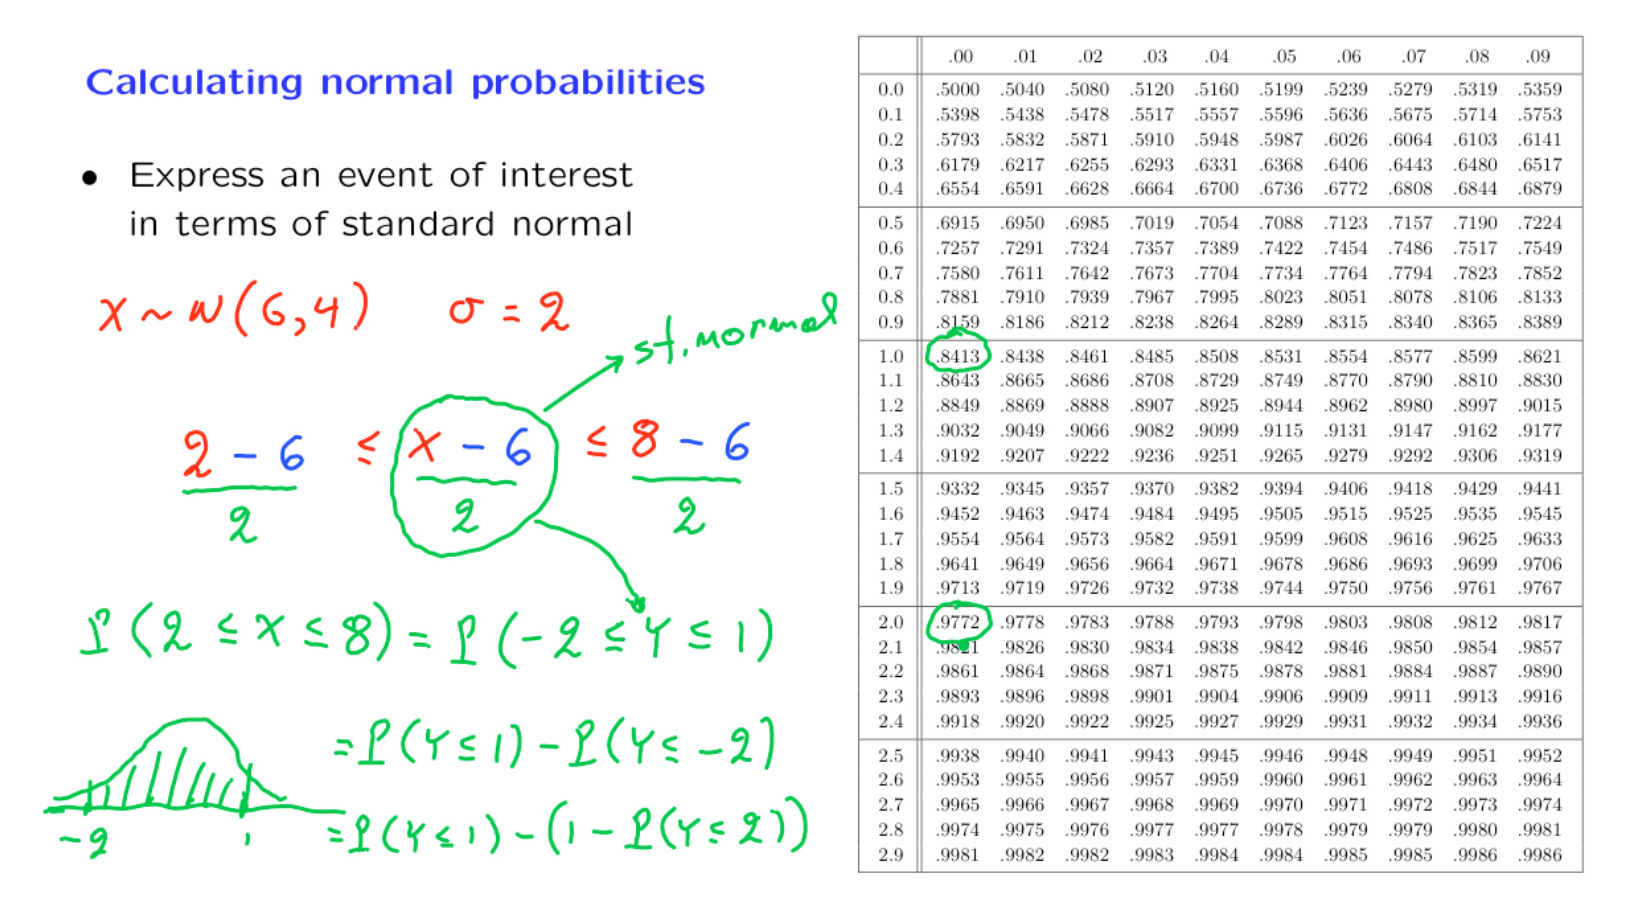 Calculating normal probabilities
• Express an event of interest
in terms of standard normal
X ~ N(6,4) σ = 2
st. normal
2 - 6 ≤ X - 6 ≤ 8 - 6
2 2 2
P(2 ≤ X ≤ 8) = P(-2 ≤ Y ≤ 1)
= P(Y ≤ 1) - P(Y ≤ -2)
= P(Y ≤ 1) - (1 - P(Y ≤ 2))
-2 1
.00 .01 .02 .03 .04 .05 .06 .07 .08 .09
0.0 .5000 .5040 .5080 .5120 .5160 .5199 .5239 .5279 .5319 .5359
0.1 .5398 .5438 .5478 .5517 .5557 .5596 .5636 .5675 .5714 .5753
0.2 .5793 .5832 .5871 .5910 .5948 .5987 .6026 .6064 .6103 .6141
0.3 .6179 .6217 .6255 .6293 .6331 .6368 .6406 .6443 .6480 .6517
0.4 .6554 .6591 .6628 .6664 .6700 .6736 .6772 .6808 .6844 .6879
0.5 .6915 .6950 .6985 .7019 .7054 .7088 .7123 .7157 .7190 .7224
0.6 .7257 .7291 .7324 .7357 .7389 .7422 .7454 .7486 .7517 .7549
0.7 .7580 .7611 .7642 .7673 .7704 .7734 .7764 .7794 .7823 .7852
0.8 .7881 .7910 .7939 .7967 .7995 .8023 .8051 .8078 .8106 .8133
0.9 .8159 .8186 .8212 .8238 .8264 .8289 .8315 .8340 .8365 .8389
1.0 .8413 .8438 .8461 .8485 .8508 .8531 .8554 .8577 .8599 .8621
1.1 .8643 .8665 .8686 .8708 .8729 .8749 .8770 .8790 .8810 .8830
1.2 .8849 .8869 .8888 .8907 .8925 .8944 .8962 .8980 .8997 .9015
1.3 .9032 .9049 .9066 .9082 .9099 .9115 .9131 .9147 .9162 .9177
1.4 .9192 .9207 .9222 .9236 .9251 .9265 .9279 .9292 .9306 .9319
1.5 .9332 .9345 .9357 .9370 .9382 .9394 .9406 .9418 .9429 .9441
1.6 .9452 .9463 .9474 .9484 .9495 .9505 .9515 .9525 .9535 .9545
1.7 .9554 .9564 .9573 .9582 .9591 .9599 .9608 .9616 .9625 .9633
1.8 .9641 .9649 .9656 .9664 .9671 .9678 .9686 .9693 .9699 .9706
1.9 .9713 .9719 .9726 .9732 .9738 .9744 .9750 .9756 .9761 .9767
2.0 .9772 .9778 .9783 .9788 .9793 .9798 .9803 .9808 .9812 .9817
2.1 .9821 .9826 .9830 .9834 .9838 .9842 .9846 .9850 .9854 .9857
2.2 .9861 .9864 .9868 .9871 .9875 .9878 .9881 .9884 .9887 .9890
2.3 .9893 .9896 .9898 .9901 .9904 .9906 .9909 .9911 .9913 .9916
2.4 .9918 .9920 .9922 .9925 .9927 .9929 .9931 .9932 .9934 .9936
2.5 .9938 .9940 .9941 .9943 .9945 .9946 .9948 .9949 .9951 .9952
2.6 .9953 .9955 .9956 .9957 .9959 .9960 .9961 .9962 .9963 .9964
2.7 .9965 .9966 .9967 .9968 .9969 .9970 .9971 .9972 .9973 .9974
2.8 .9974 .9975 .9976 .9977 .9977 .9978 .9979 .9979 .9980 .9981
2.9 .9981 .9982 .9982 .9983 .9984 .9984 .9985 .9985 .9986 .9986